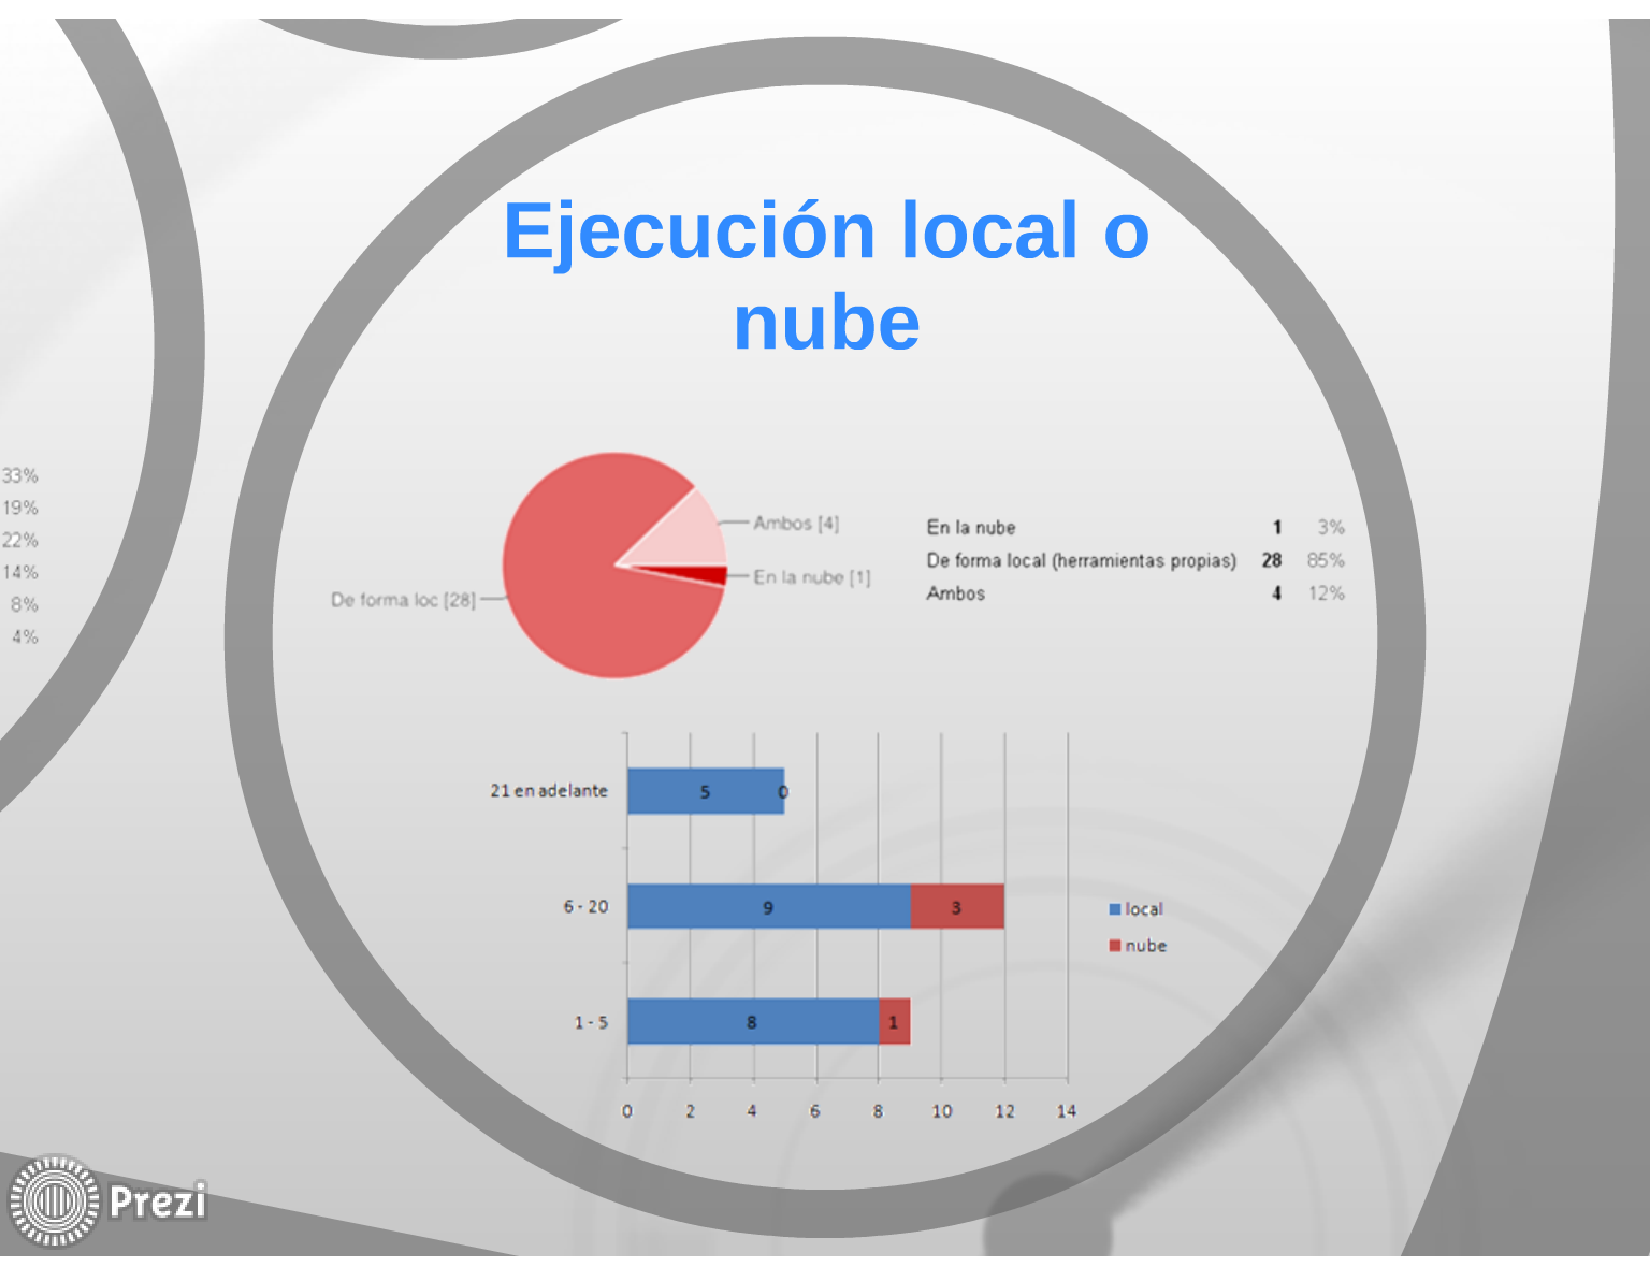 Ejecución local o
nube
33%
19%
22%
14%
8%
4%
Ambos [4]
En la nube [1]
De forma loc [28]
En la nube 1 3%
De forma local (herramientas propias) 28 85%
Ambos 4 12%
21 en adelante 5 0
6 - 20 9 3
1 - 5 8 1
local
nube
0 2 4 6 8 10 12 14
Prezi